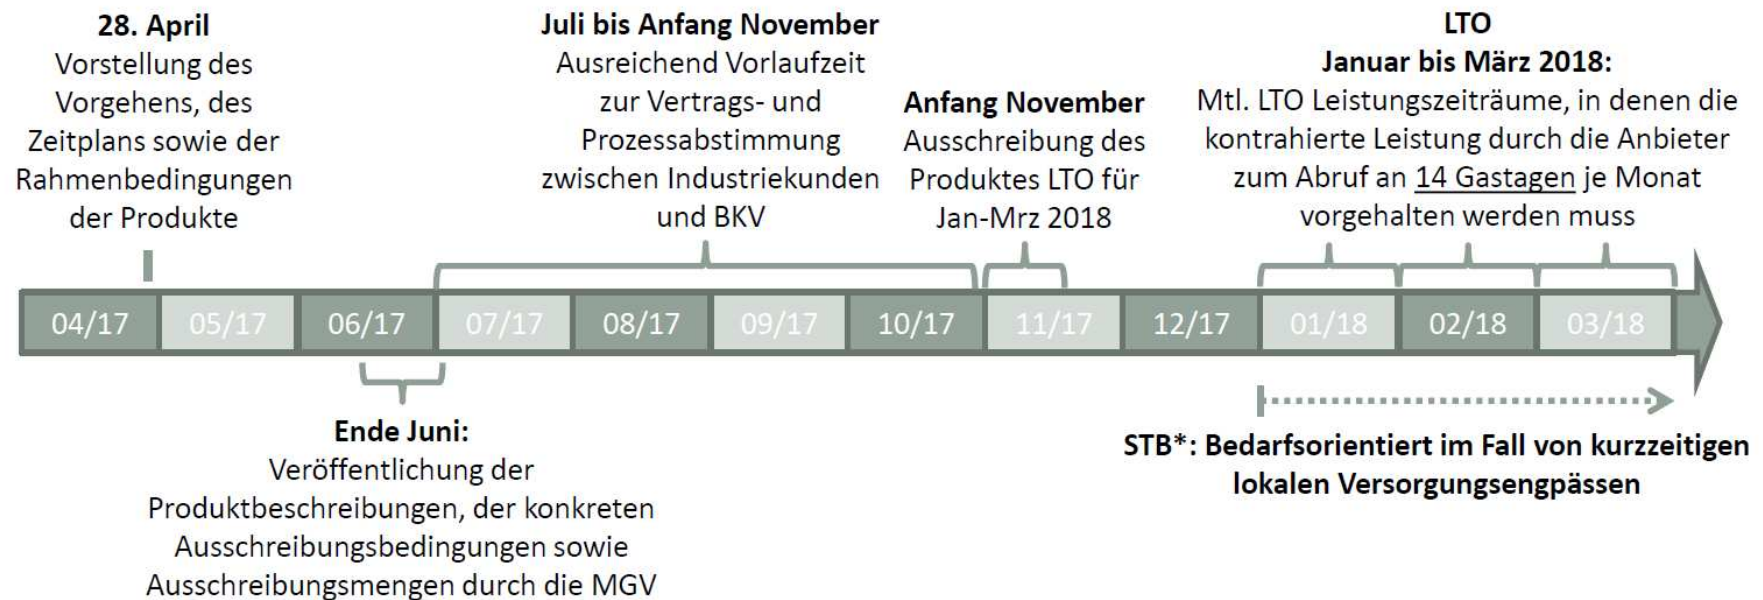 28. April
Vorstellung des
Vorgehens, des
Zeitplans sowie der
Rahmenbedingungen
der Produkte
Juli bis Anfang November
Ausreichend Vorlaufzeit
zur Vertrags- und
Prozessabstimmung
zwischen Industriekunden
und BKV
Anfang November
Ausschreibung des
Produktes LTO für
Jan-Mrz 2018
LTO
Januar bis März 2018:
Mtl. LTO Leistungszeiträume, in denen die
kontrahierte Leistung durch die Anbieter
zum Abruf an 14 Gastagen je Monat
vorgehalten werden muss
04/17 05/17 06/17 07/17 08/17 09/17 10/17 11/17 12/17 01/18 02/18 03/18
Ende Juni:
Veröffentlichung der
Produktbeschreibungen, der konkreten
Ausschreibungsbedingungen sowie
Ausschreibungsmengen durch die MGV
STB*: Bedarfsorientiert im Fall von kurzzeitigen
lokalen Versorgungsengpässen